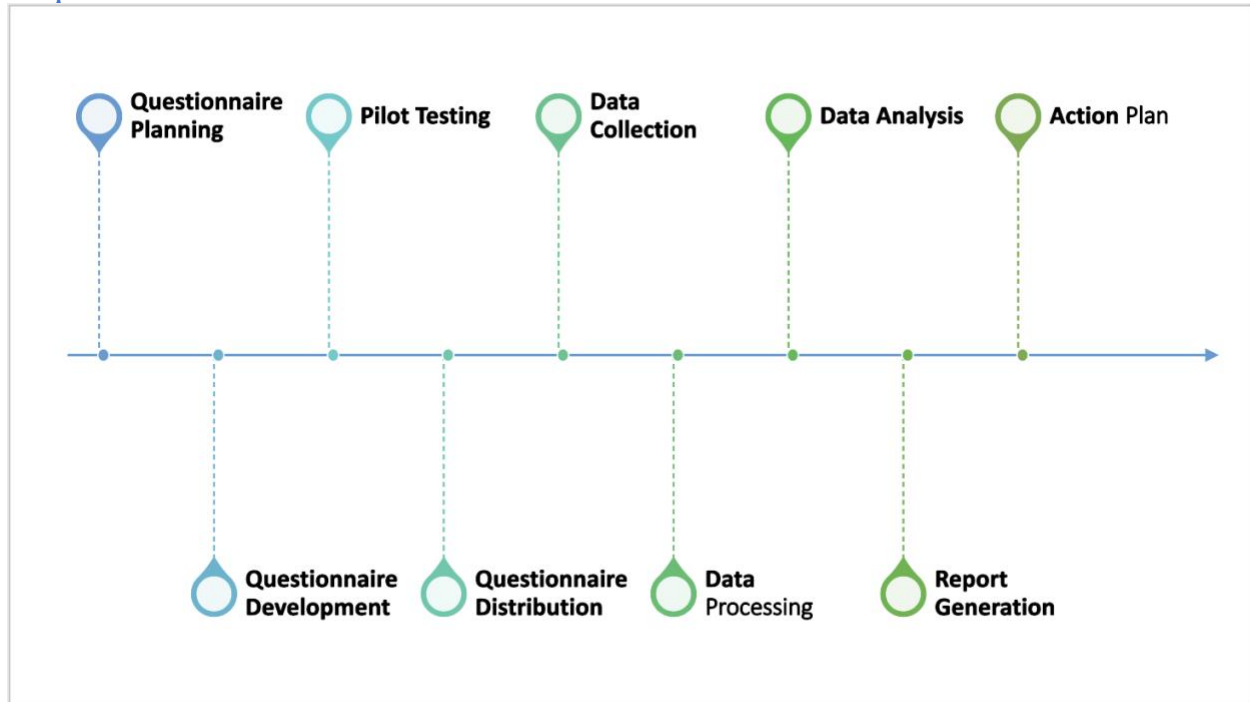 Questionnaire
Planning
Pilot Testing
Data
Collection
Data Analysis
Action Plan
Questionnaire
Development
Questionnaire
Distribution
Data
Processing
Report
Generation